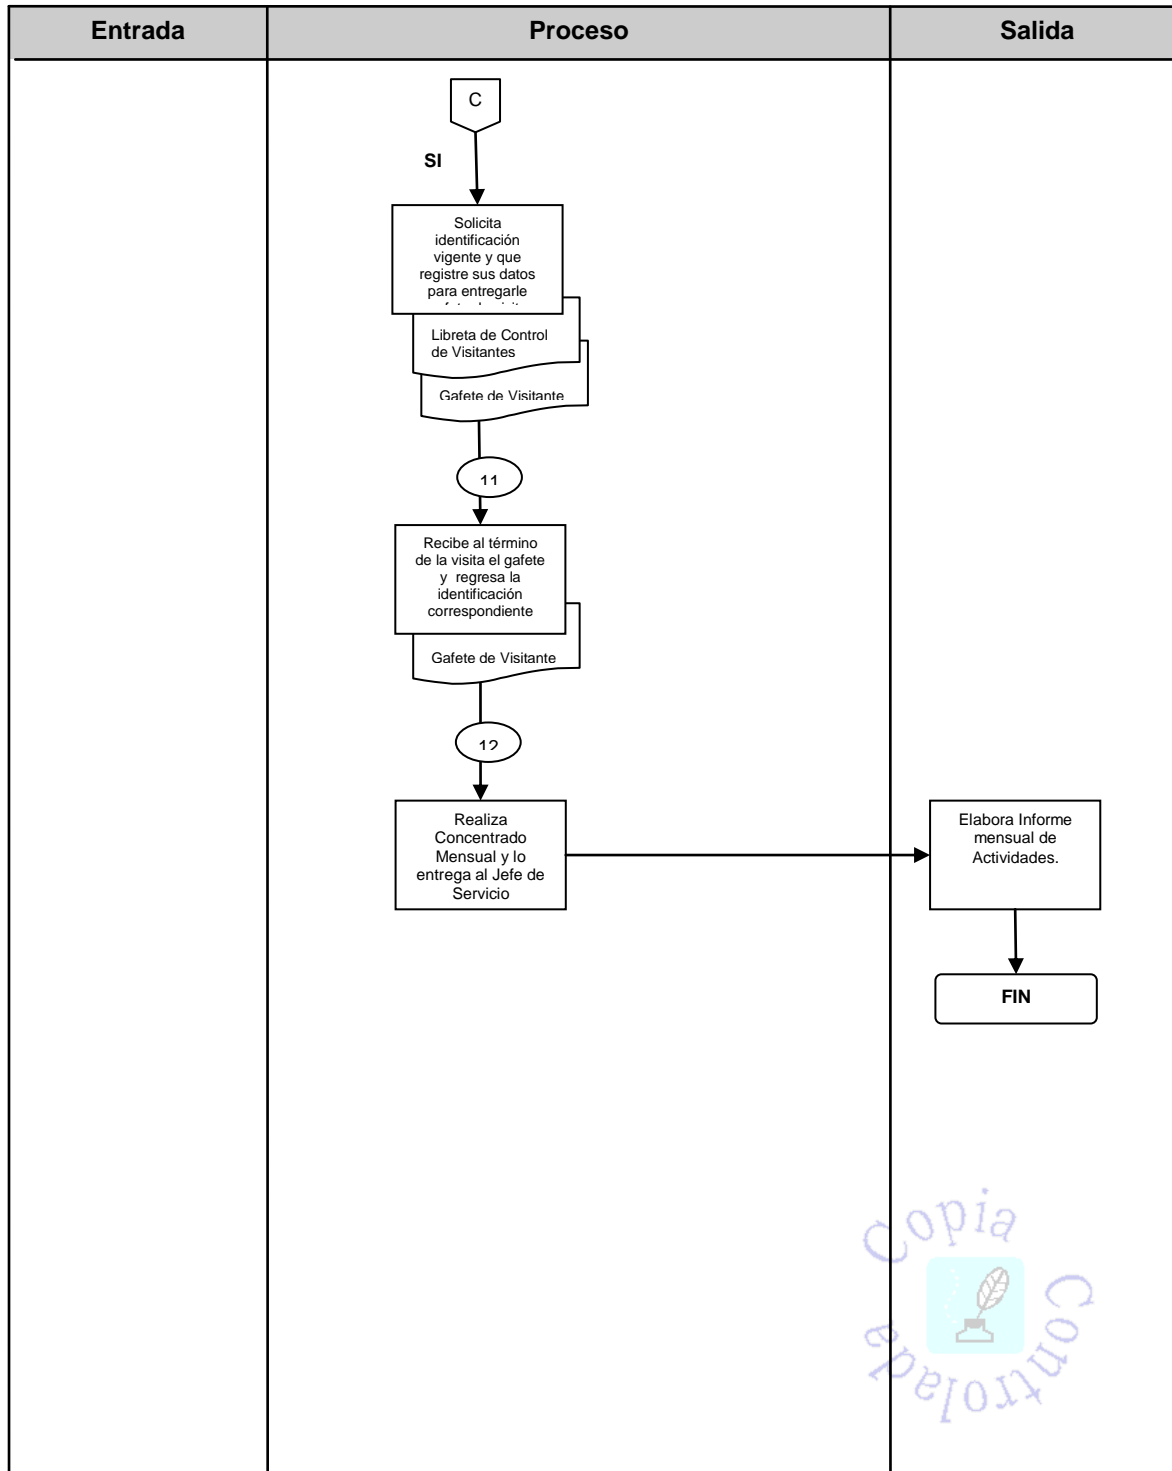 Entrada
Proceso
Salida
C
SI
Solicita
identificación
vigente y que
registre sus datos
para entregarle
Libreta de Control
de Visitantes
Gafete de Visitante
11
Recibe al término
de la visita el gafete
y regresa la
identificación
correspondiente
Gafete de Visitante
12
Realiza
Concentrado
Mensual y lo
entrega al Jefe de
Servicio
Elabora Informe
mensual de
Actividades.
FIN
Copia
Controlada